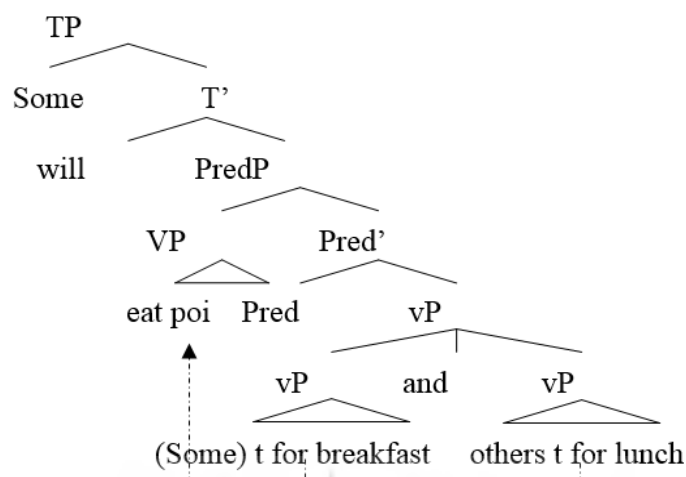 TP
Some T’
will PredP
VP Pred’
eat poi Pred vP
vP and vP
(Some) t for breakfast others t for lunch